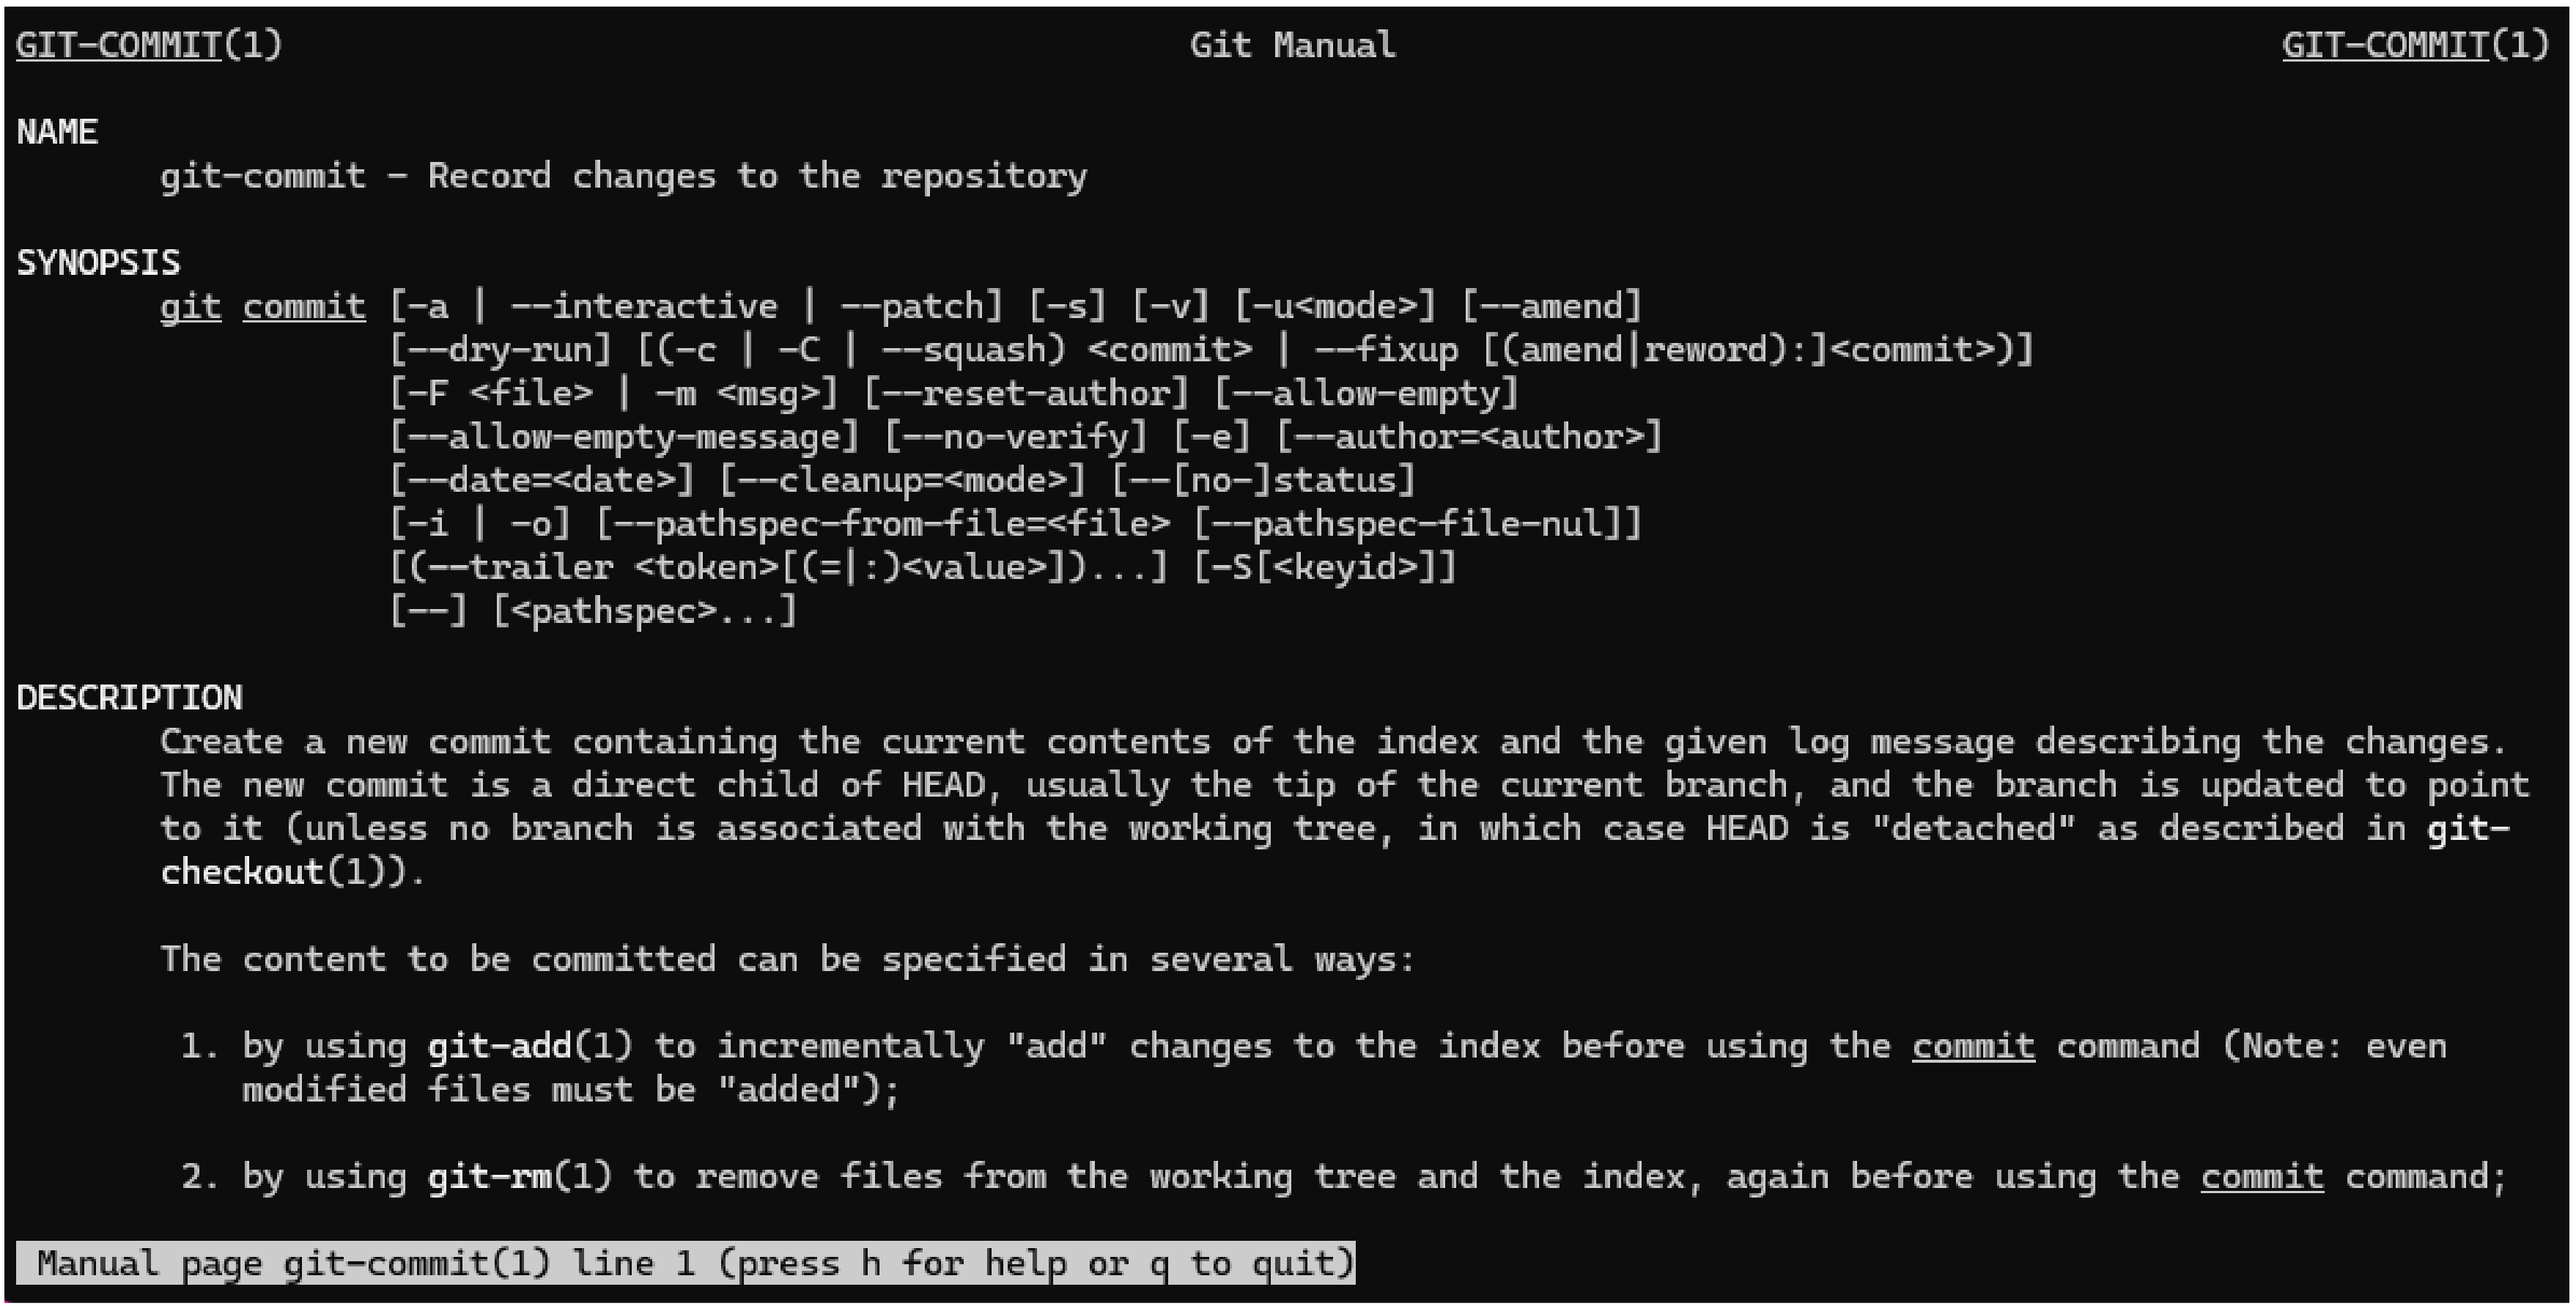 GIT-COMMIT(1) Git Manual GIT-COMMIT(1)
NAME
git-commit - Record changes to the repository
SYNOPSIS
git commit [-a | --interactive | --patch] [-s] [-v] [-u<mode>] [--amend]
[--dry-run] [(-c | -C | --squash) <commit> | --fixup [(amend|reword):]<commit>)]
[-F <file> | -m <msg>] [--reset-author] [--allow-empty]
[--allow-empty-message] [--no-verify] [-e] [--author=<author>]
[--date=<date>] [--cleanup=<mode>] [--[no-]status]
[-i | -o] [--pathspec-from-file=<file> [--pathspec-file-nul]]
[(--trailer <token>[(=|:)<value>])...] [-S[<keyid>]]
[--] [<pathspec>...]
DESCRIPTION
Create a new commit containing the current contents of the index and the given log message describing the changes.
The new commit is a direct child of HEAD, usually the tip of the current branch, and the branch is updated to point
to it (unless no branch is associated with the working tree, in which case HEAD is "detached" as described in git-
checkout(1)).
The content to be committed can be specified in several ways:
1. by using git-add(1) to incrementally "add" changes to the index before using the commit command (Note: even
modified files must be "added");
2. by using git-rm(1) to remove files from the working tree and the index, again before using the commit command;
Manual page git-commit(1) line 1 (press h for help or q to quit)